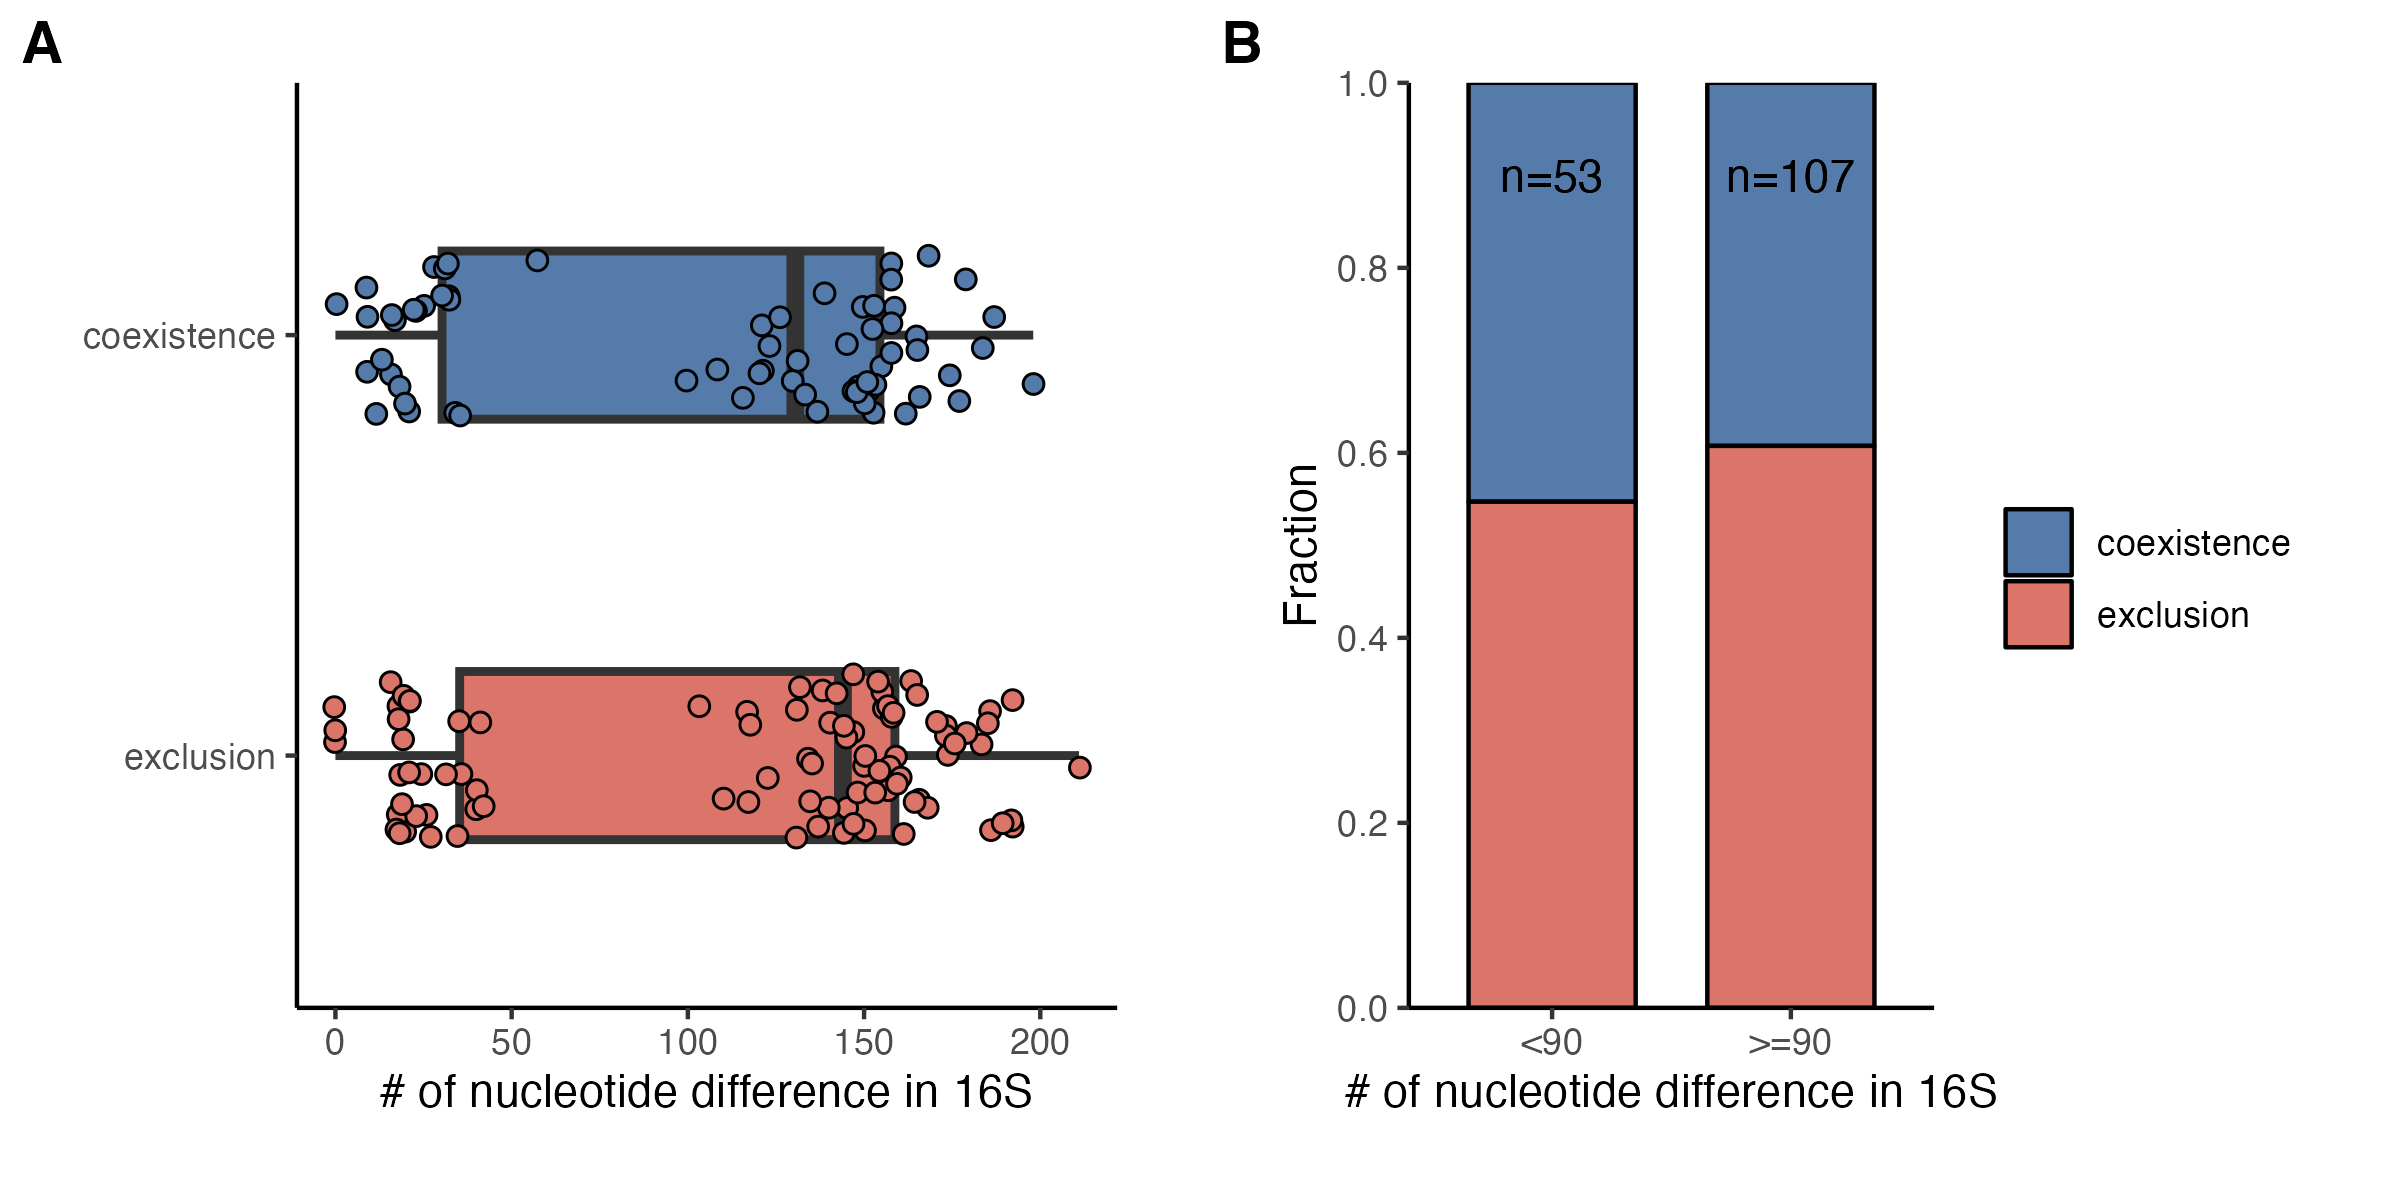 A
coexistence
exclusion
0 50 100 150 200
# of nucleotide difference in 16S
B
1.0
0.8
0.6
0.4
0.2
0.0
Fraction
n=53 n=107
<90 >=90
# of nucleotide difference in 16S
coexistence
exclusion